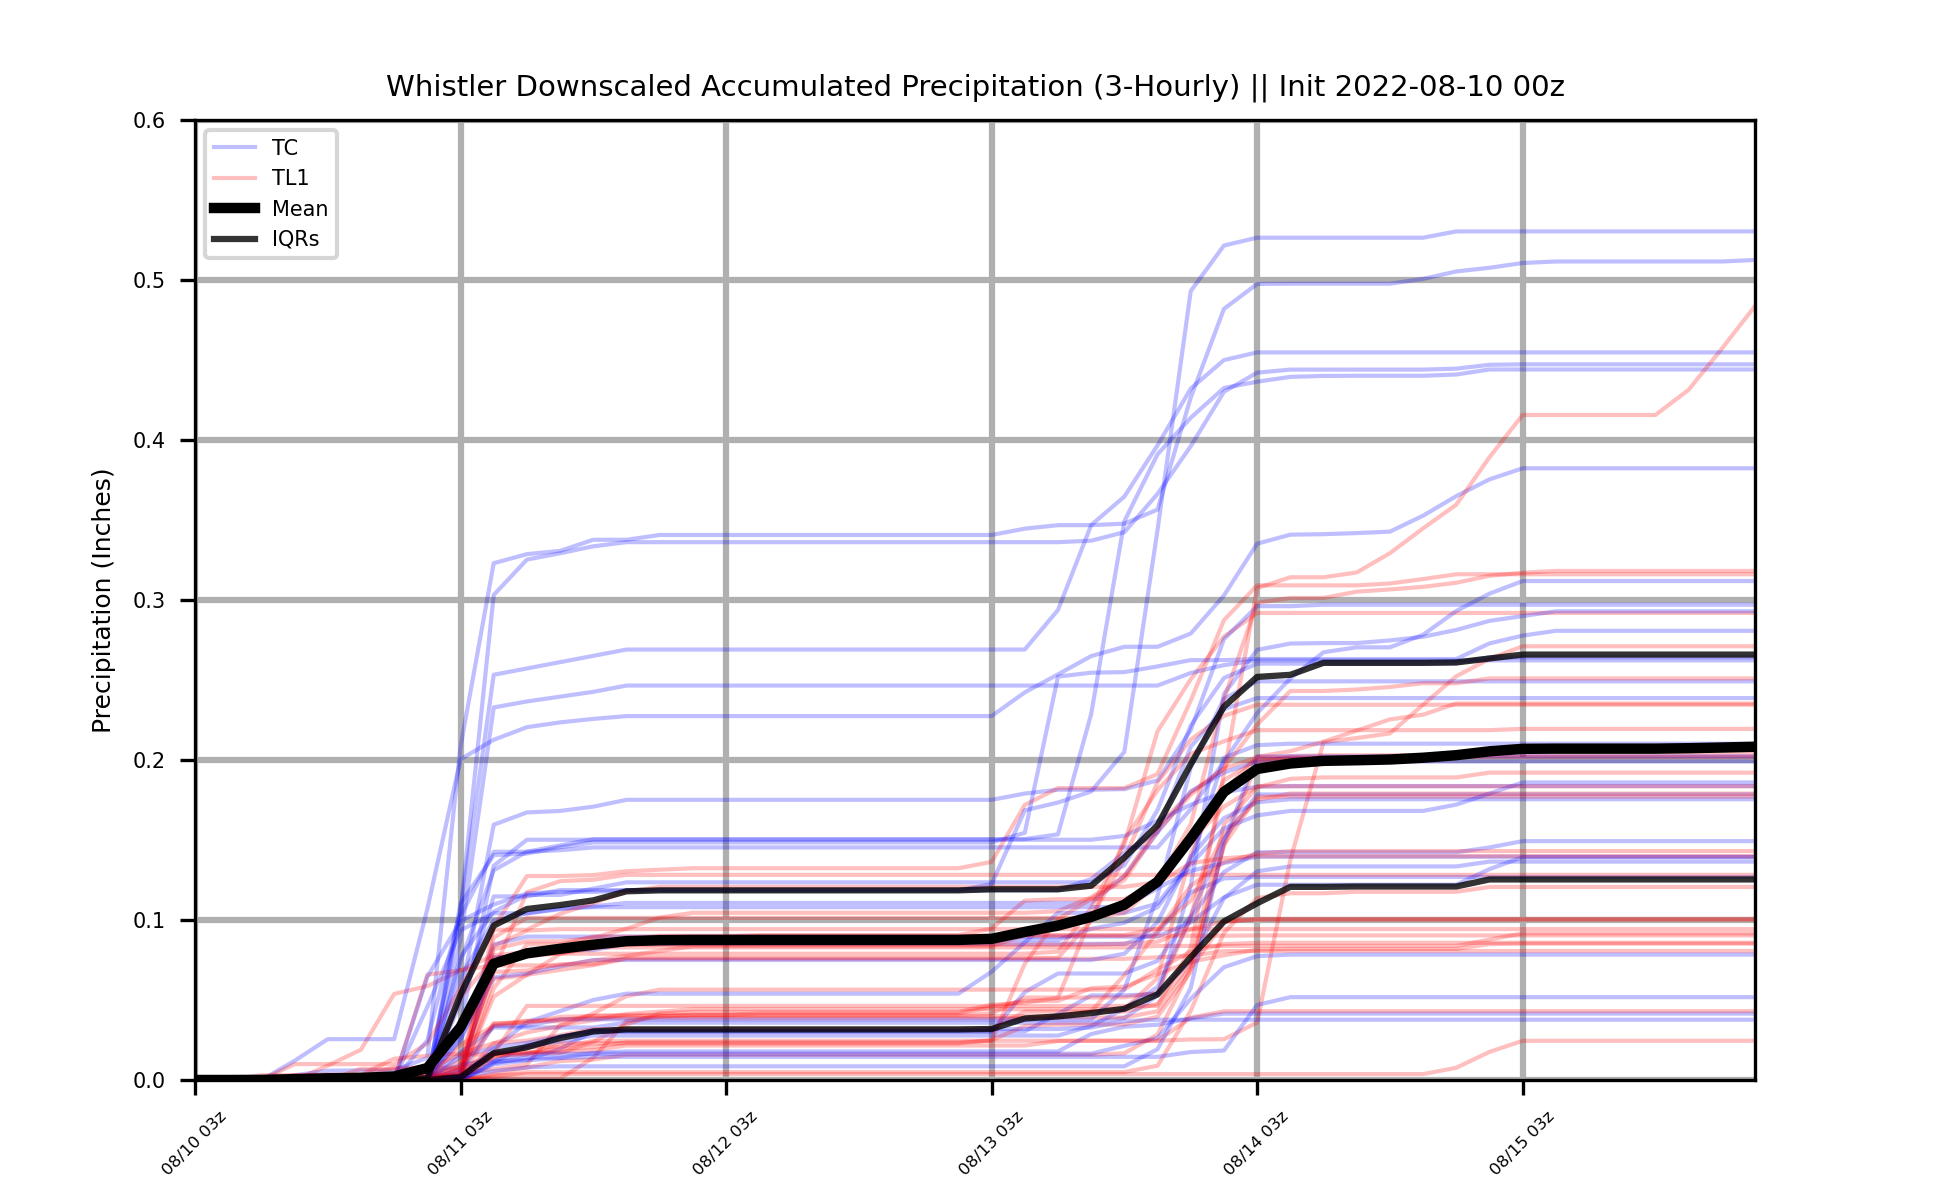 Whistler Downscaled Accumulated Precipitation (3-Hourly) || Init 2022-08-10 00z
TC
TL1
Mean
IQRs
Precipitation (Inches)
0.6
0.5
0.4
0.3
0.2
0.1
0.0
08/10 03z
08/11 03z
08/12 03z
08/13 03z
08/14 03z
08/15 03z